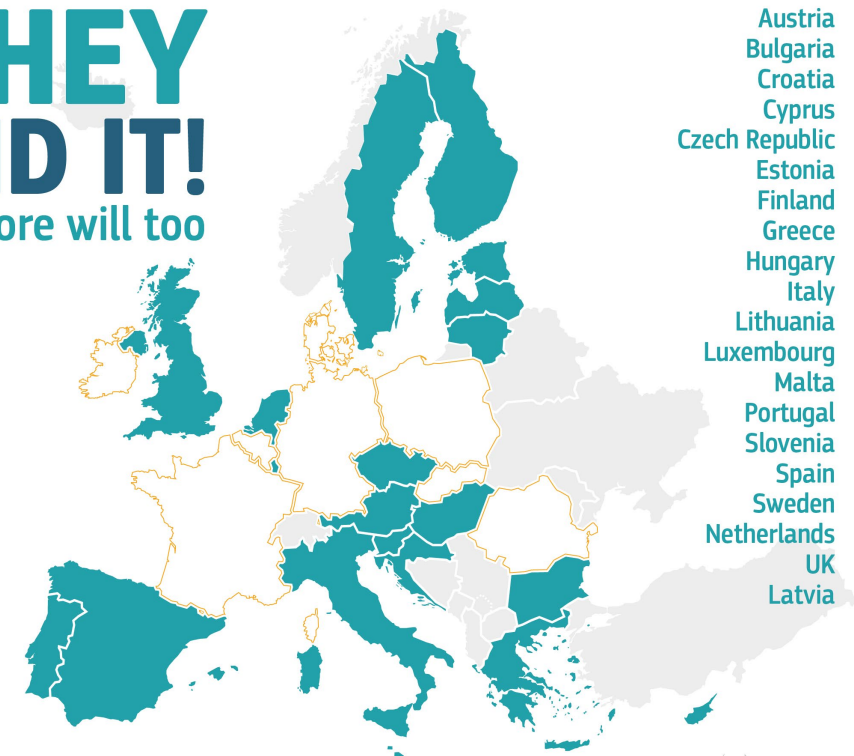 HEY
D IT!
ore will too
Austria
Bulgaria
Croatia
Cyprus
Czech Republic
Estonia
Finland
Greece
Hungary
Italy
Lithuania
Luxembourg
Malta
Portugal
Slovenia
Spain
Sweden
Netherlands
UK
Latvia